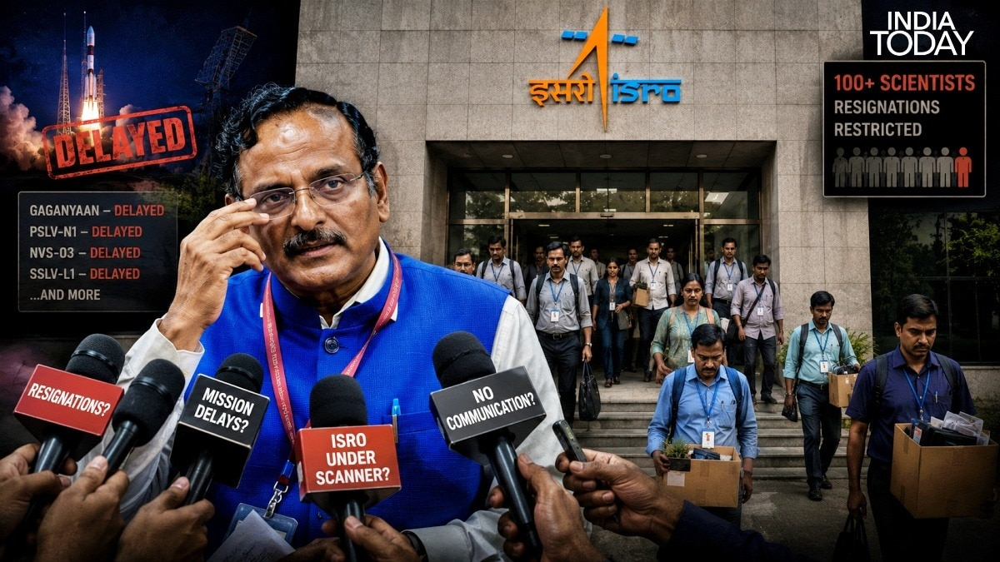 INDIA
TODAY
DELAYED
GAGANYAAN – DELAYED
PSLV-N1 – DELAYED
NVS-03 – DELAYED
SSLV-L1 – DELAYED
...AND MORE
इसरो isro
100+ SCIENTISTS
RESIGNATIONS
RESTRICTED
RESIGNATIONS?
MISSION
DELAYS?
ISRO
UNDER
SCANNER?
NO
COMMUNICATION?